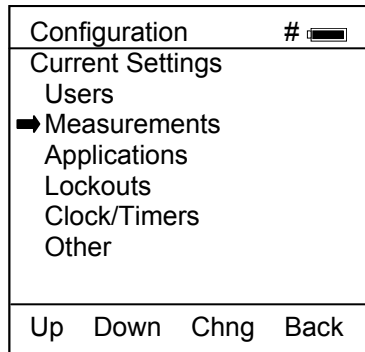 Configuration #
Current Settings
Users
Measurements
Applications
Lockouts
Clock/Timers
Other
Up Down Chng Back